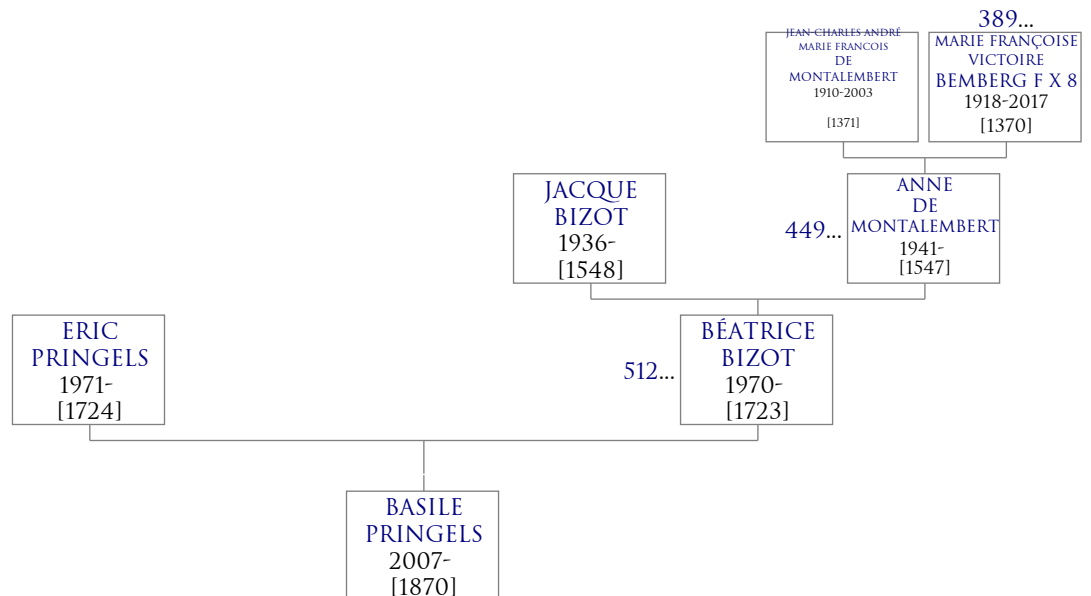 389...
JEAN-CHARLES ANDRÉ
MARIE FRANCOIS
DE
MONTALEMBERT
1910-2003
[1371]
MARIE FRANÇOISE
VICTOIRE
BEMBERG F X 8
1918-2017
[1370]
JACQUE
BIZOT
1936-
[1548]
449...
ANNE
DE
MONTALEMBERT
1941-
[1547]
ERIC
PRINGELS
1971-
[1724]
512...
BÉATRICE
BIZOT
1970-
[1723]
BASILE
PRINGELS
2007-
[1870]